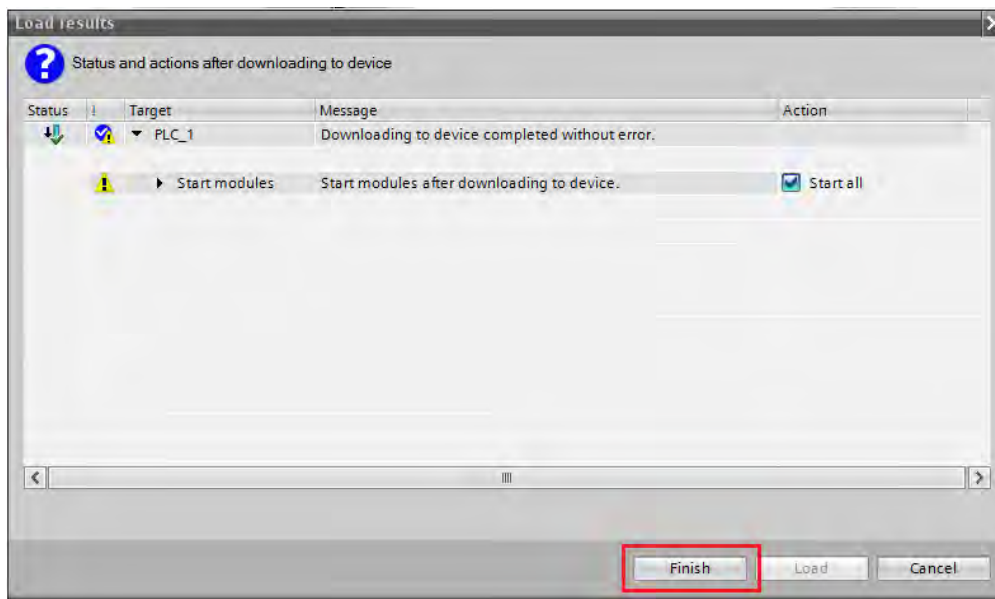 Load results
Status and actions after downloading to device
Status ! Target Message Action
PLC_1 Downloading to device completed without error.
Start modules Start modules after downloading to device. Start all
Finish Load Cancel